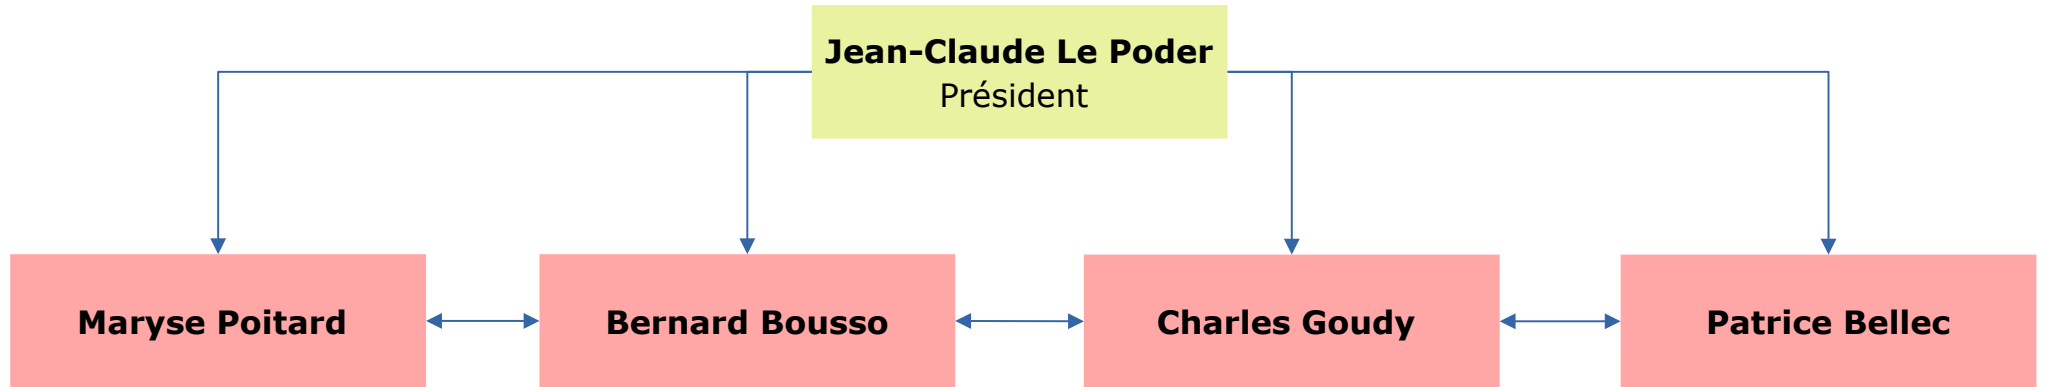 Jean-Claude Le Poder
Président
Maryse Poitard
Bernard Bousso
Charles Goudy
Patrice Bellec